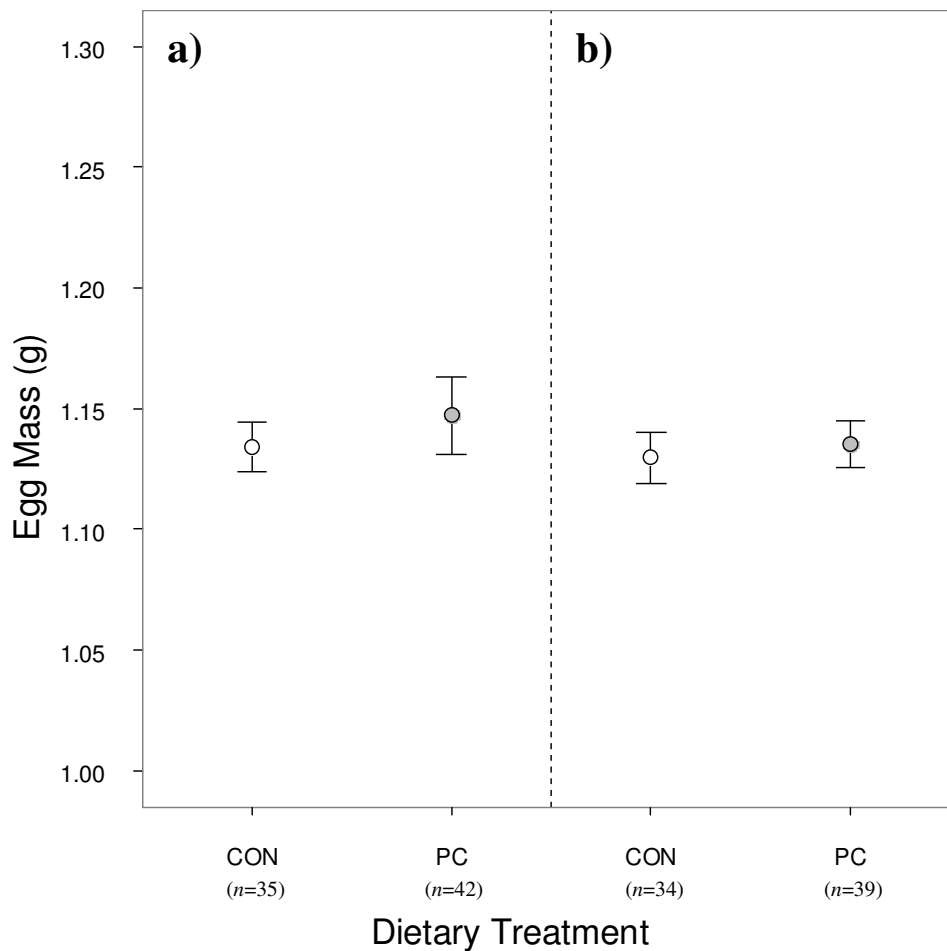 a) b)
1.30
1.25
1.20
1.15
1.10
1.05
1.00
Egg Mass (g)
CON PC CON PC
(n=35) (n=42) (n=34) (n=39)
Dietary Treatment